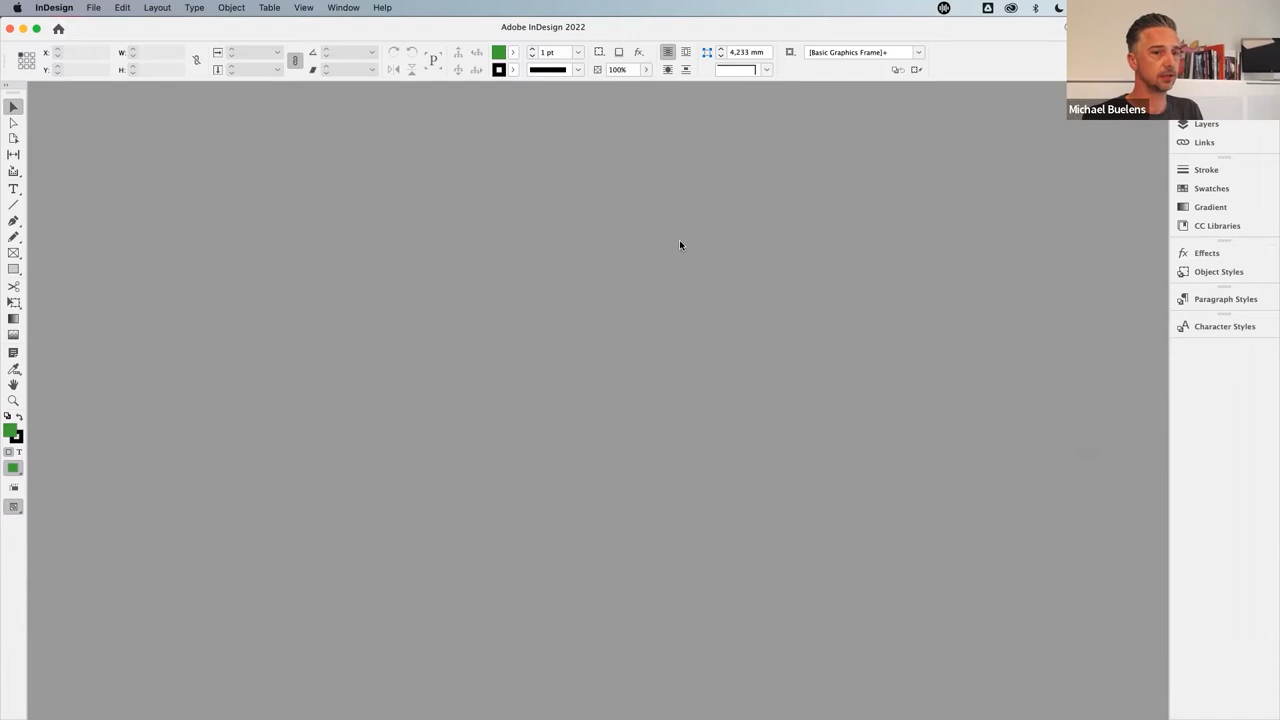 InDesign File Edit Layout Type Object Table View Window Help
Adobe InDesign 2022
X: W: 1 pt fx. 4,233 mm [Basic Graphics Frame]+
Y: H: P 100%
Michael Buelens
Layers
Links
Stroke
Swatches
Gradient
CC Libraries
fx Effects
Object Styles
Paragraph Styles
Character Styles
T
T